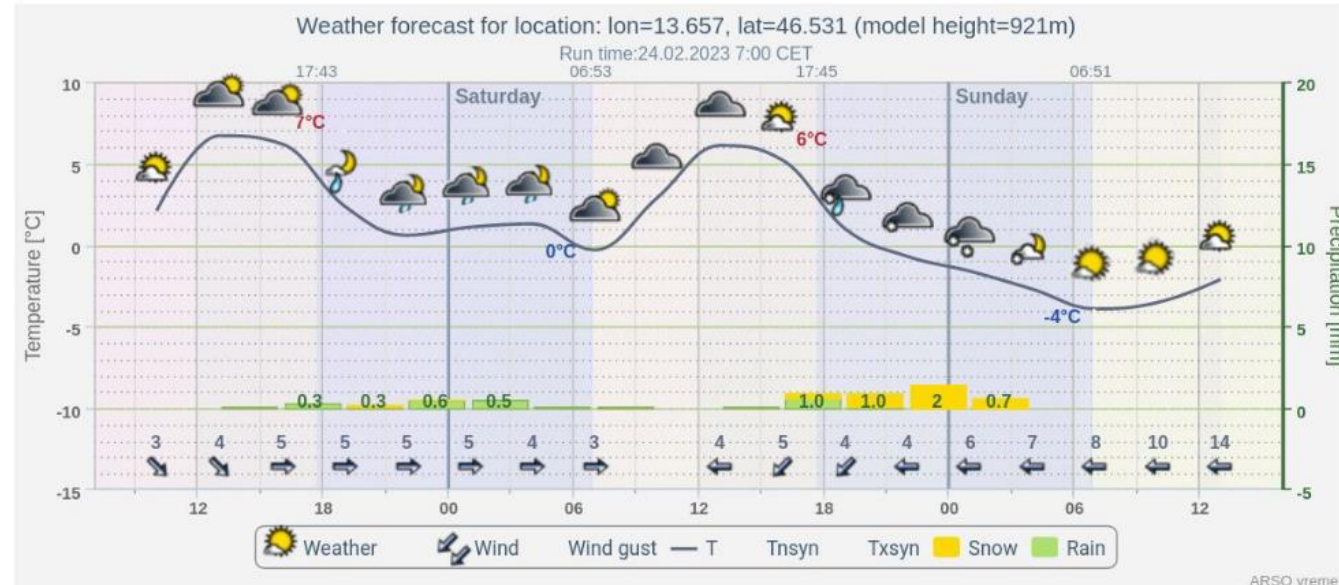 Weather forecast for location: lon=13.657, lat=46.531 (model height=921m)
Run time:24.02.2023 7:00 CET
17:43 06:53 17:45 06:51
Saturday Sunday
Temperature [°C]
10
5
0
-5
-10
-15
7°C
0°C
6°C
-4°C
0.3 0.3 0.6 0.5 1.0 1.0 2 0.7
3 4 5 5 5 5 4 3 4 5 4 4 6 7 8 10 14
12 18 00 06 12 18 00 06 12
20
15
10
5
0
-5
Precipitation [mm]
Weather Wind Wind gust T Tnsyn Txsyn Snow Rain
ARSO vreme